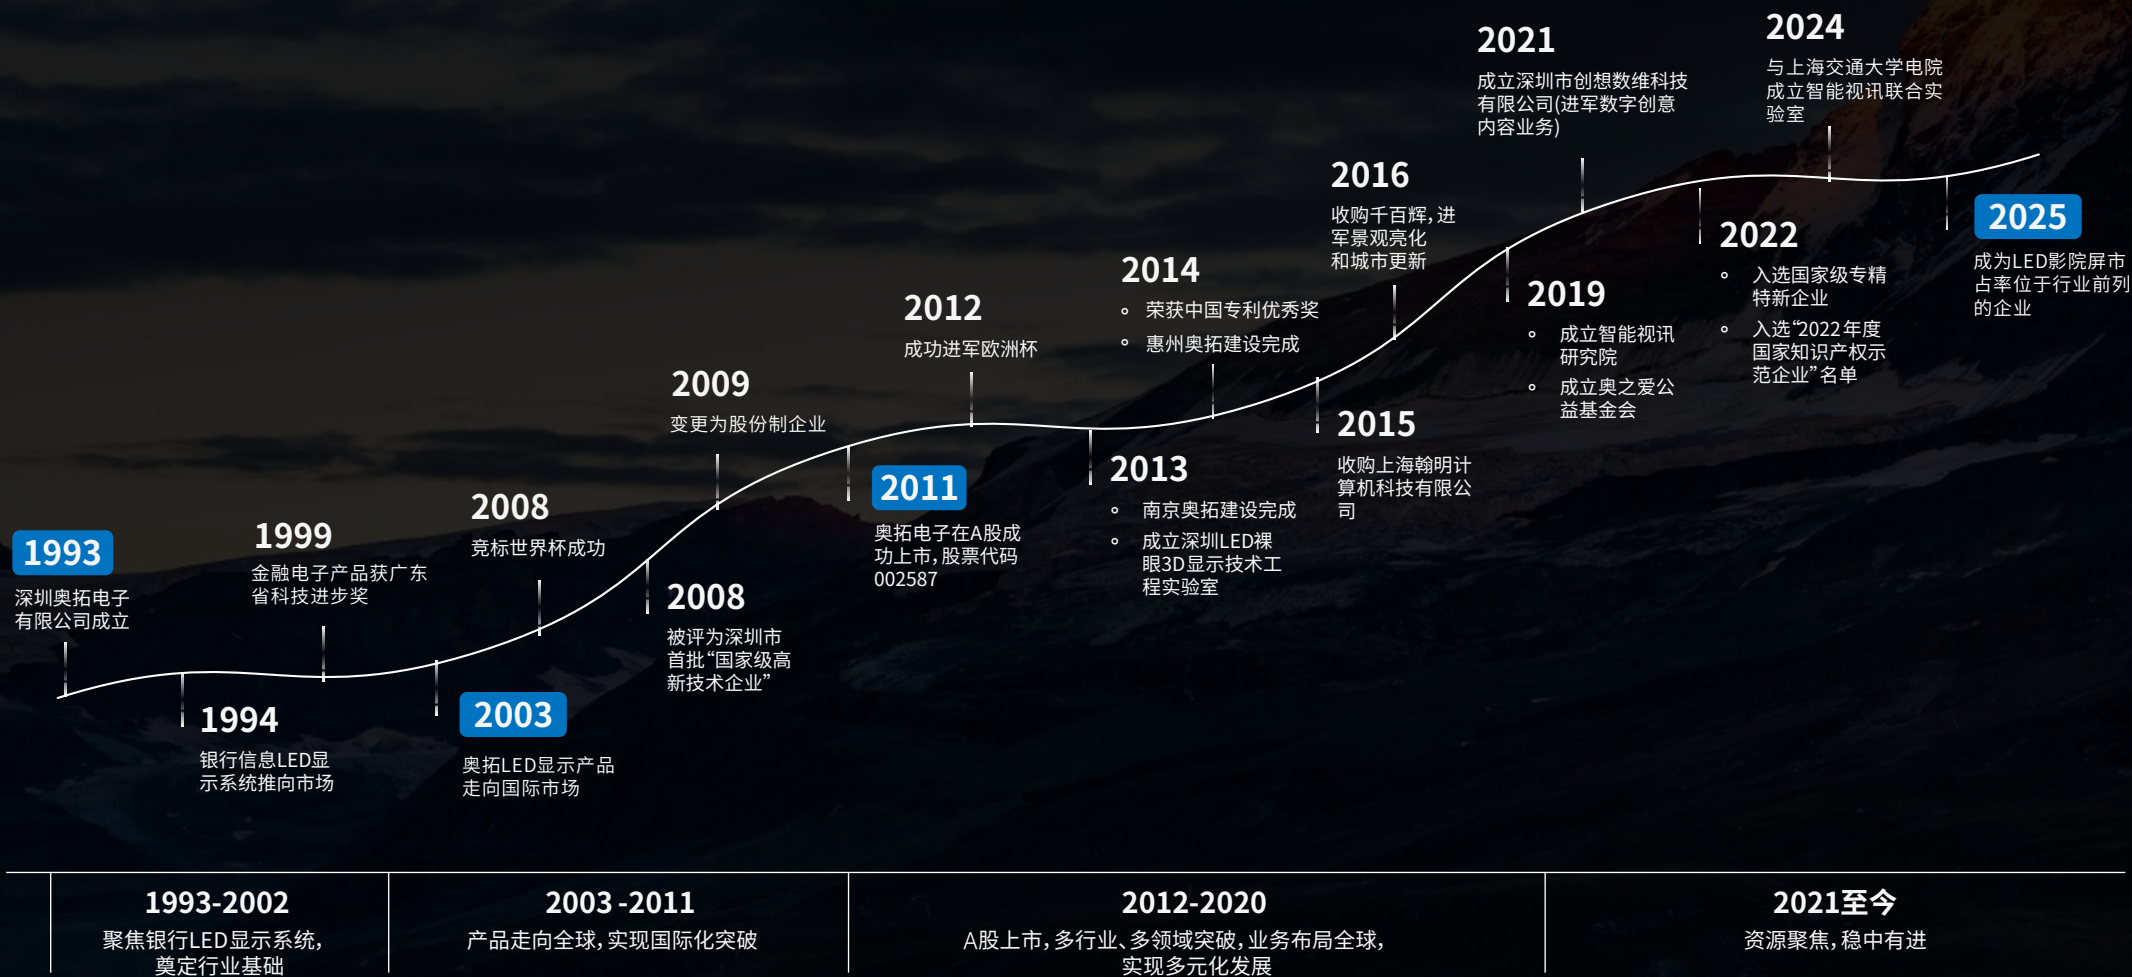 1993
深圳奥拓电子
有限公司成立
1994
银行信息LED显
示系统推向市场
1999
金融电子产品获广东
省科技进步奖
2003
奥拓LED显示产品
走向国际市场
2008
竞标世界杯成功
2008
被评为深圳市
首批“国家级高
新技术企业”
2009
变更为股份制企业
2011
奥拓电子在A股成
功上市,股票代码
002587
2012
成功进军欧洲杯
2013
南京奥拓建设完成
成立深圳LED裸
眼3D显示技术工
程实验室
2014
荣获中国专利优秀奖
惠州奥拓建设完成
2015
收购上海翰明计
算机科技有限公
司
2016
收购千百辉,进
军景观亮化
和城市更新
2019
成立智能视讯
研究院
成立奥之爱公
益基金会
2021
成立深圳市创想数维科技
有限公司(进军数字创意
内容业务)
2022
入选国家级专精
特新企业
入选“2022年度
国家知识产权示
范企业”名单
2024
与上海交通大学电院
成立智能视讯联合实
验室
2025
成为LED影院屏市
占率位于行业前列
的企业
1993-2002
聚焦银行LED显示系统,
奠定行业基础
2003-2011
产品走向全球,实现国际化突破
2012-2020
A股上市,多行业、多领域突破,业务布局全球,
实现多元化发展
2021至今
资源聚焦,稳中有进